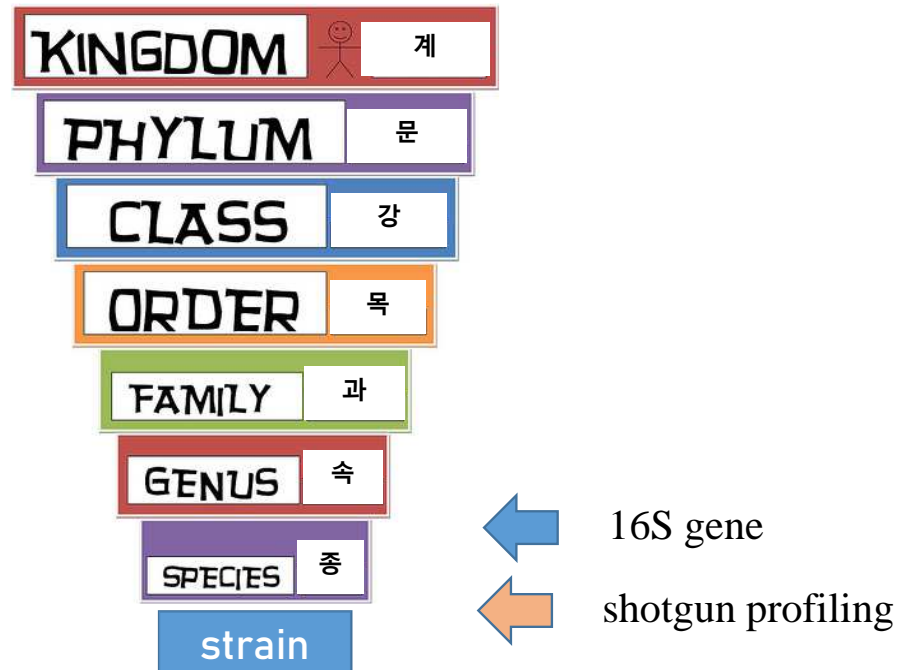 KINGDOM 계
PHYLUM 문
CLASS 강
ORDER 목
FAMILY 과
GENUS 속
16S gene
SPECIES 종
shotgun profiling
strain